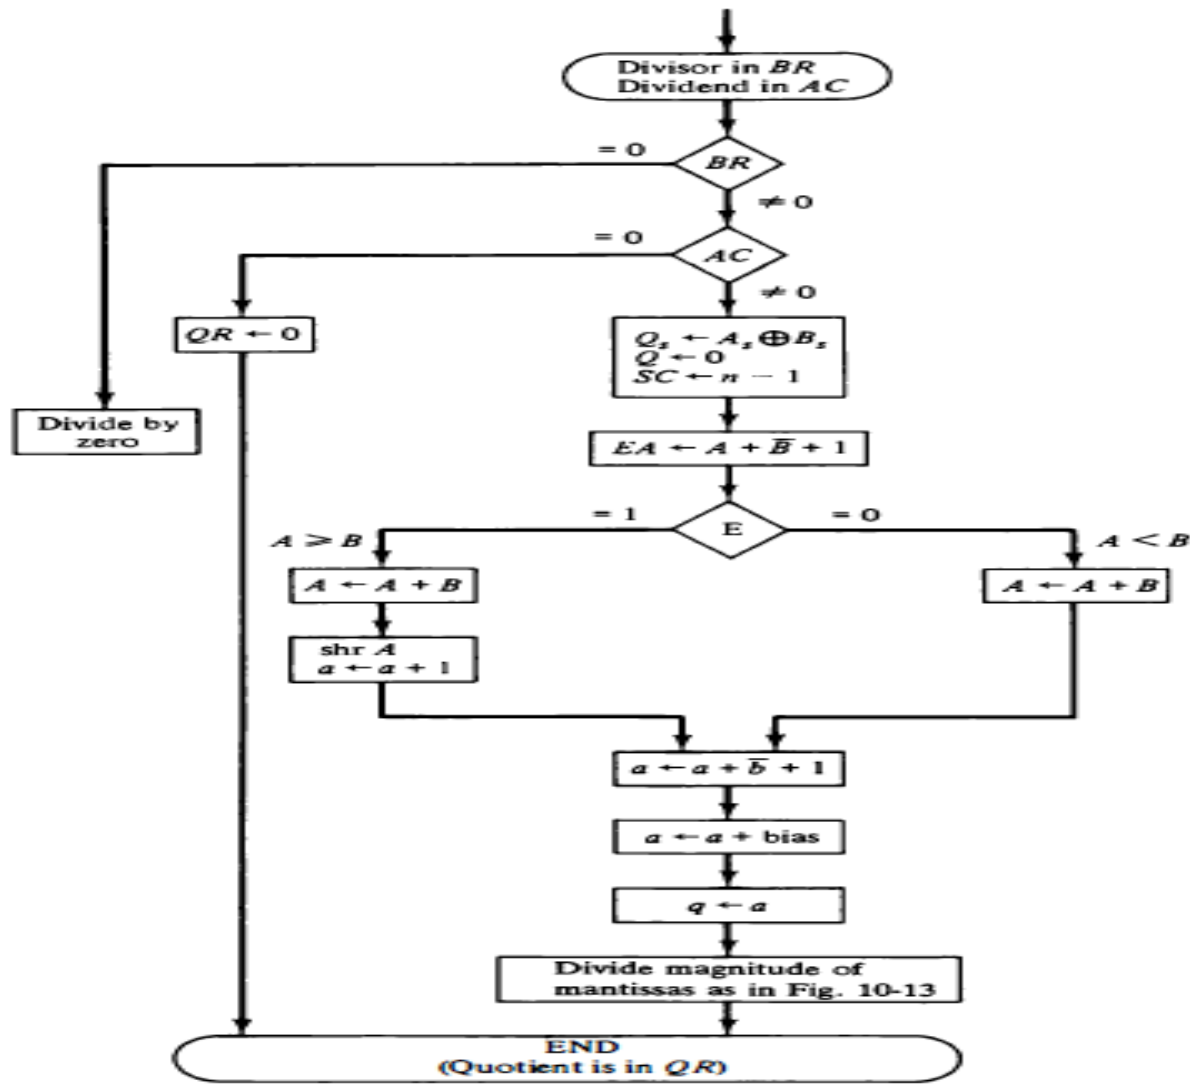 Divisor in BR
Dividend in AC
= 0
BR
≠ 0
= 0
AC
≠ 0
QR ← 0
Qₛ ← Aₛ ⊕ Bₛ
Q ← 0
SC ← n − 1
Divide by
zero
EA ← A + B̅ + 1
= 1
E
= 0
A ≥ B
A < B
A ← A + B
A ← A + B
shr A
a ← a + 1
a ← a + b̅ + 1
a ← a + bias
q ← a
Divide magnitude of
mantissas as in Fig. 10-13
END
(Quotient is in QR)